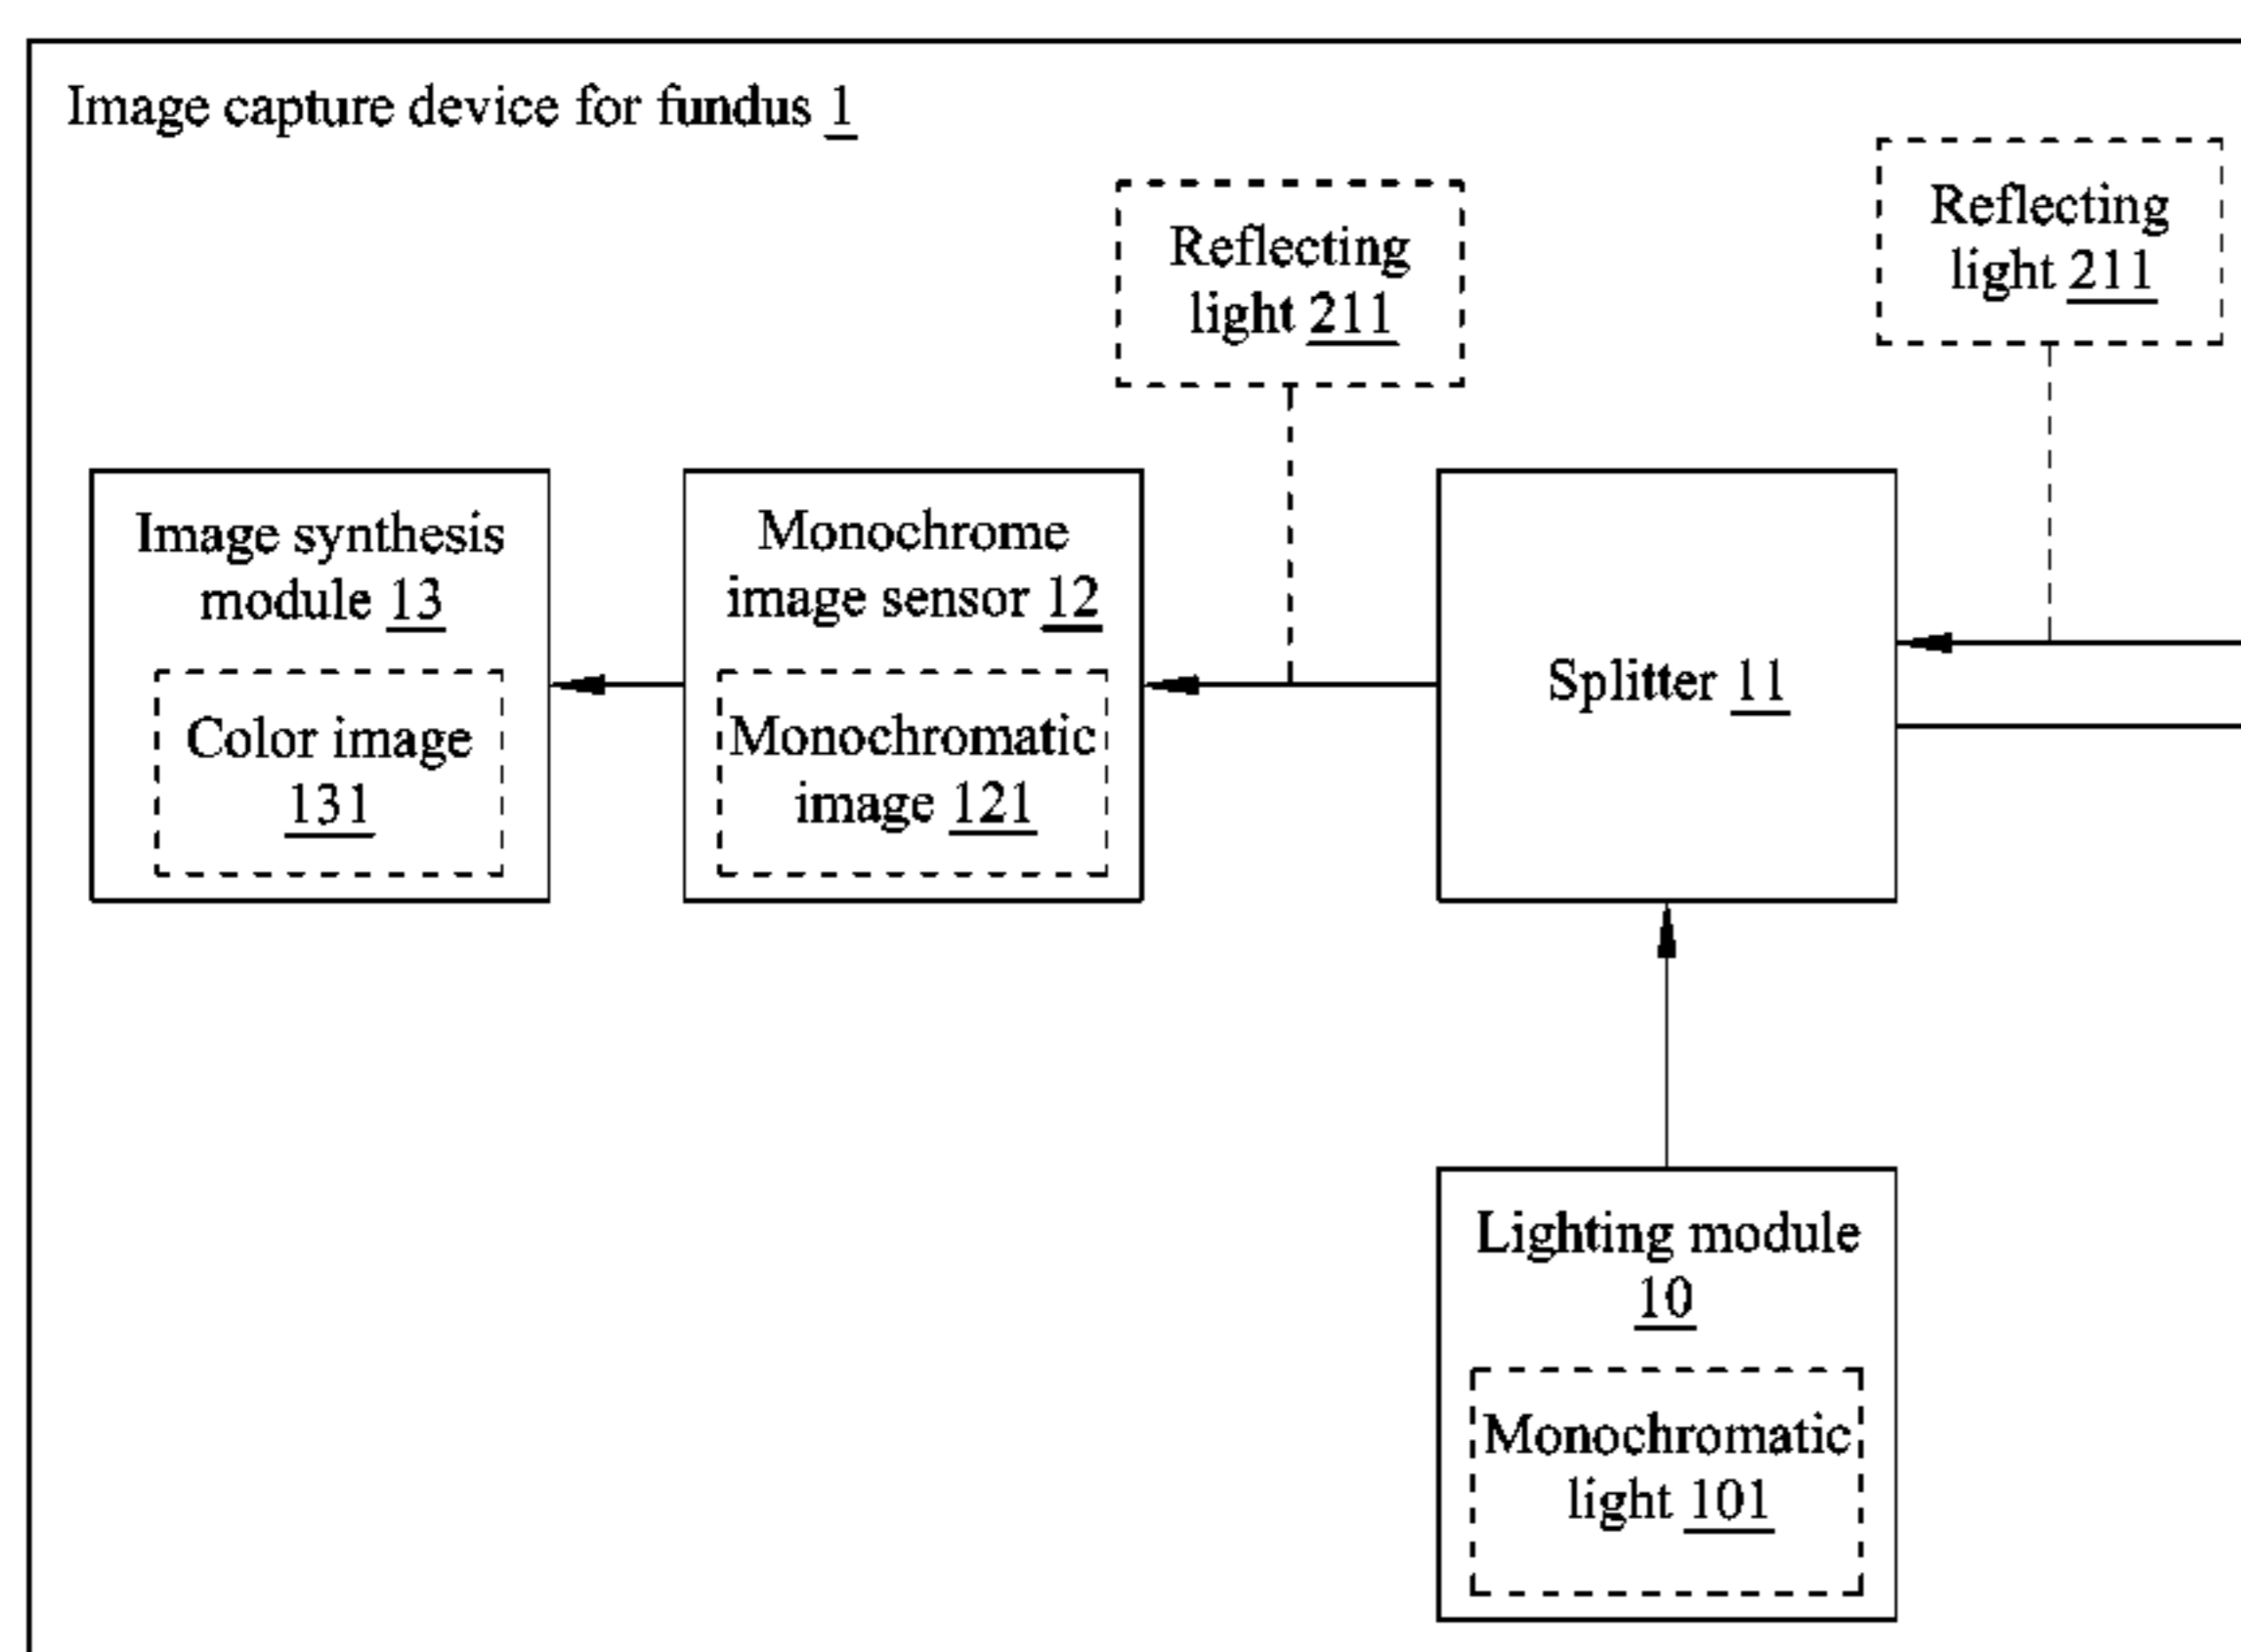 Image capture device for fundus 1
Reflecting
light 211
Reflecting
light 211
Image synthesis
module 13
Color image
131
Monochrome
image sensor 12
Monochromatic
image 121
Splitter 11
Lighting module
10
Monochromatic
light 101